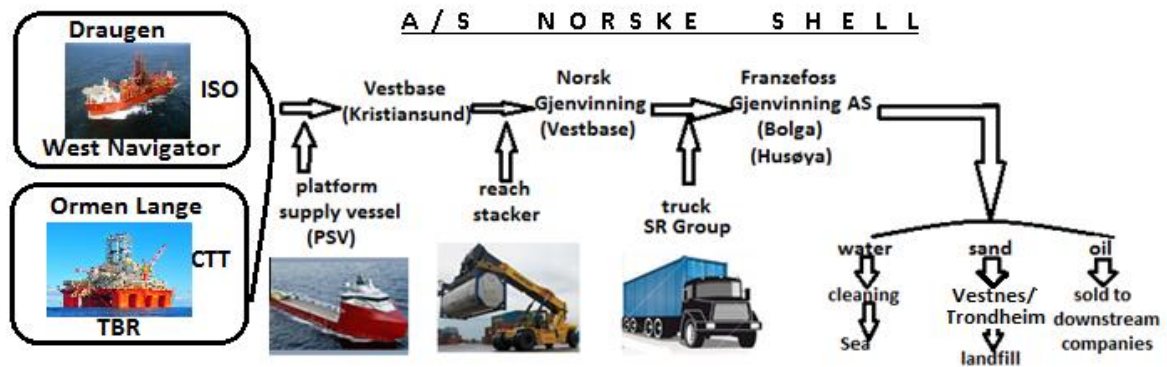 A/S NORSKE SHELL
Draugen
ISO
West Navigator
Ormen Lange
CTT
TBR
Vestbase
(Kristiansund)
Norsk
Gjenvinning
(Vestbase)
Franzefoss
Gjenvinning AS
(Bolga)
(Husøya)
platform
supply vessel
(PSV)
reach
stacker
truck
SR Group
water
cleaning
Sea
sand
Vestnes/
Trondheim
landfill
oil
sold to
downstream
companies